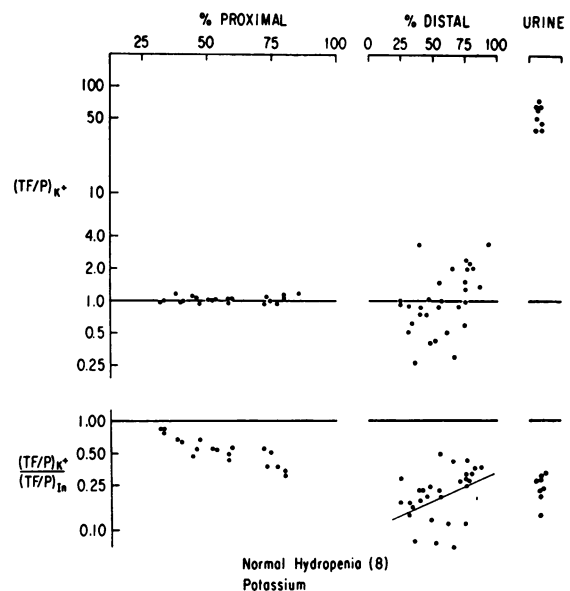 % PROXIMAL % DISTAL URINE
25 50 75 100 0 25 50 75 100
100
50
(TF/P)K+
10
4.0
2.0
1.0
0.5
0.25
1.00
0.50
(TF/P)K+
(TF/P)In
0.25
0.10
Normal Hydropenia (8)
Potassium